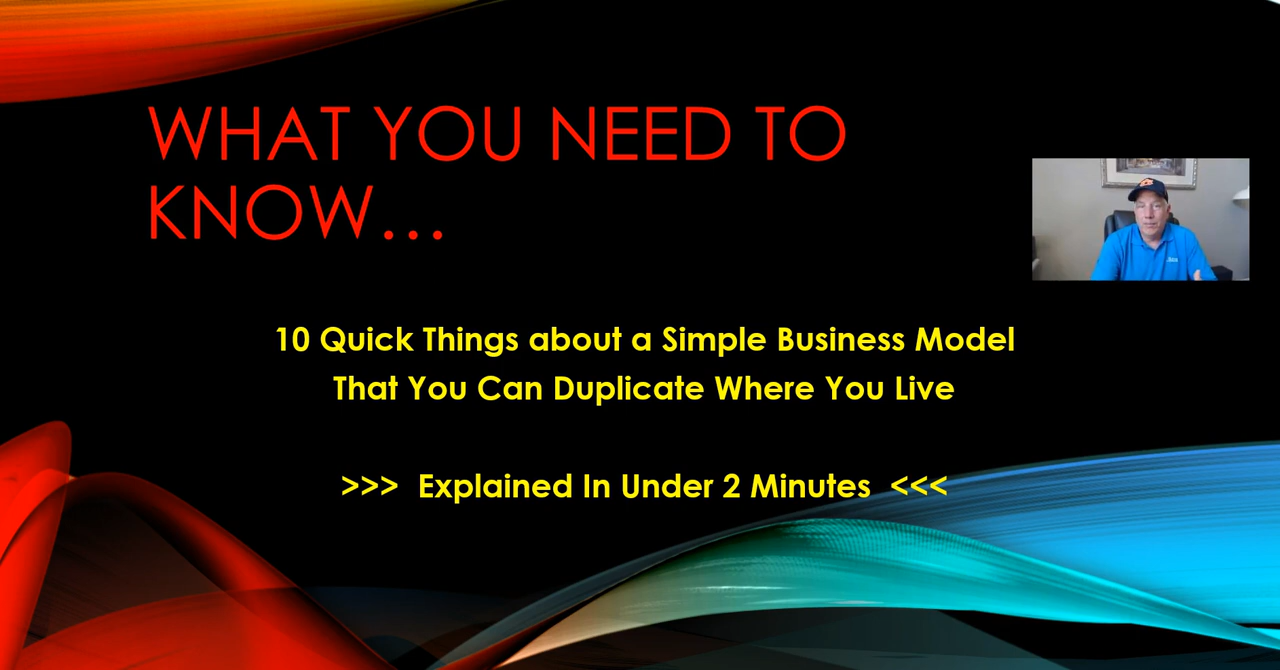 WHAT YOU NEED TO
KNOW...
10 Quick Things about a Simple Business Model
That You Can Duplicate Where You Live
>>> Explained In Under 2 Minutes <<<